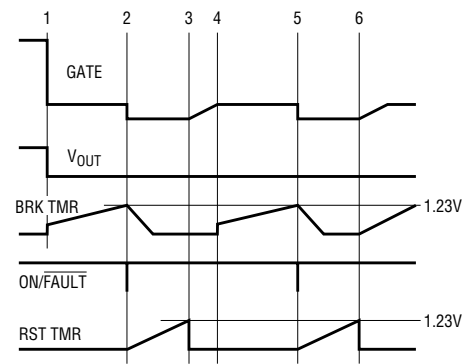 1 2 3 4 5 6
GATE
VOUT
BRK TMR
1.23V
ON/FAULT
RST TMR
1.23V